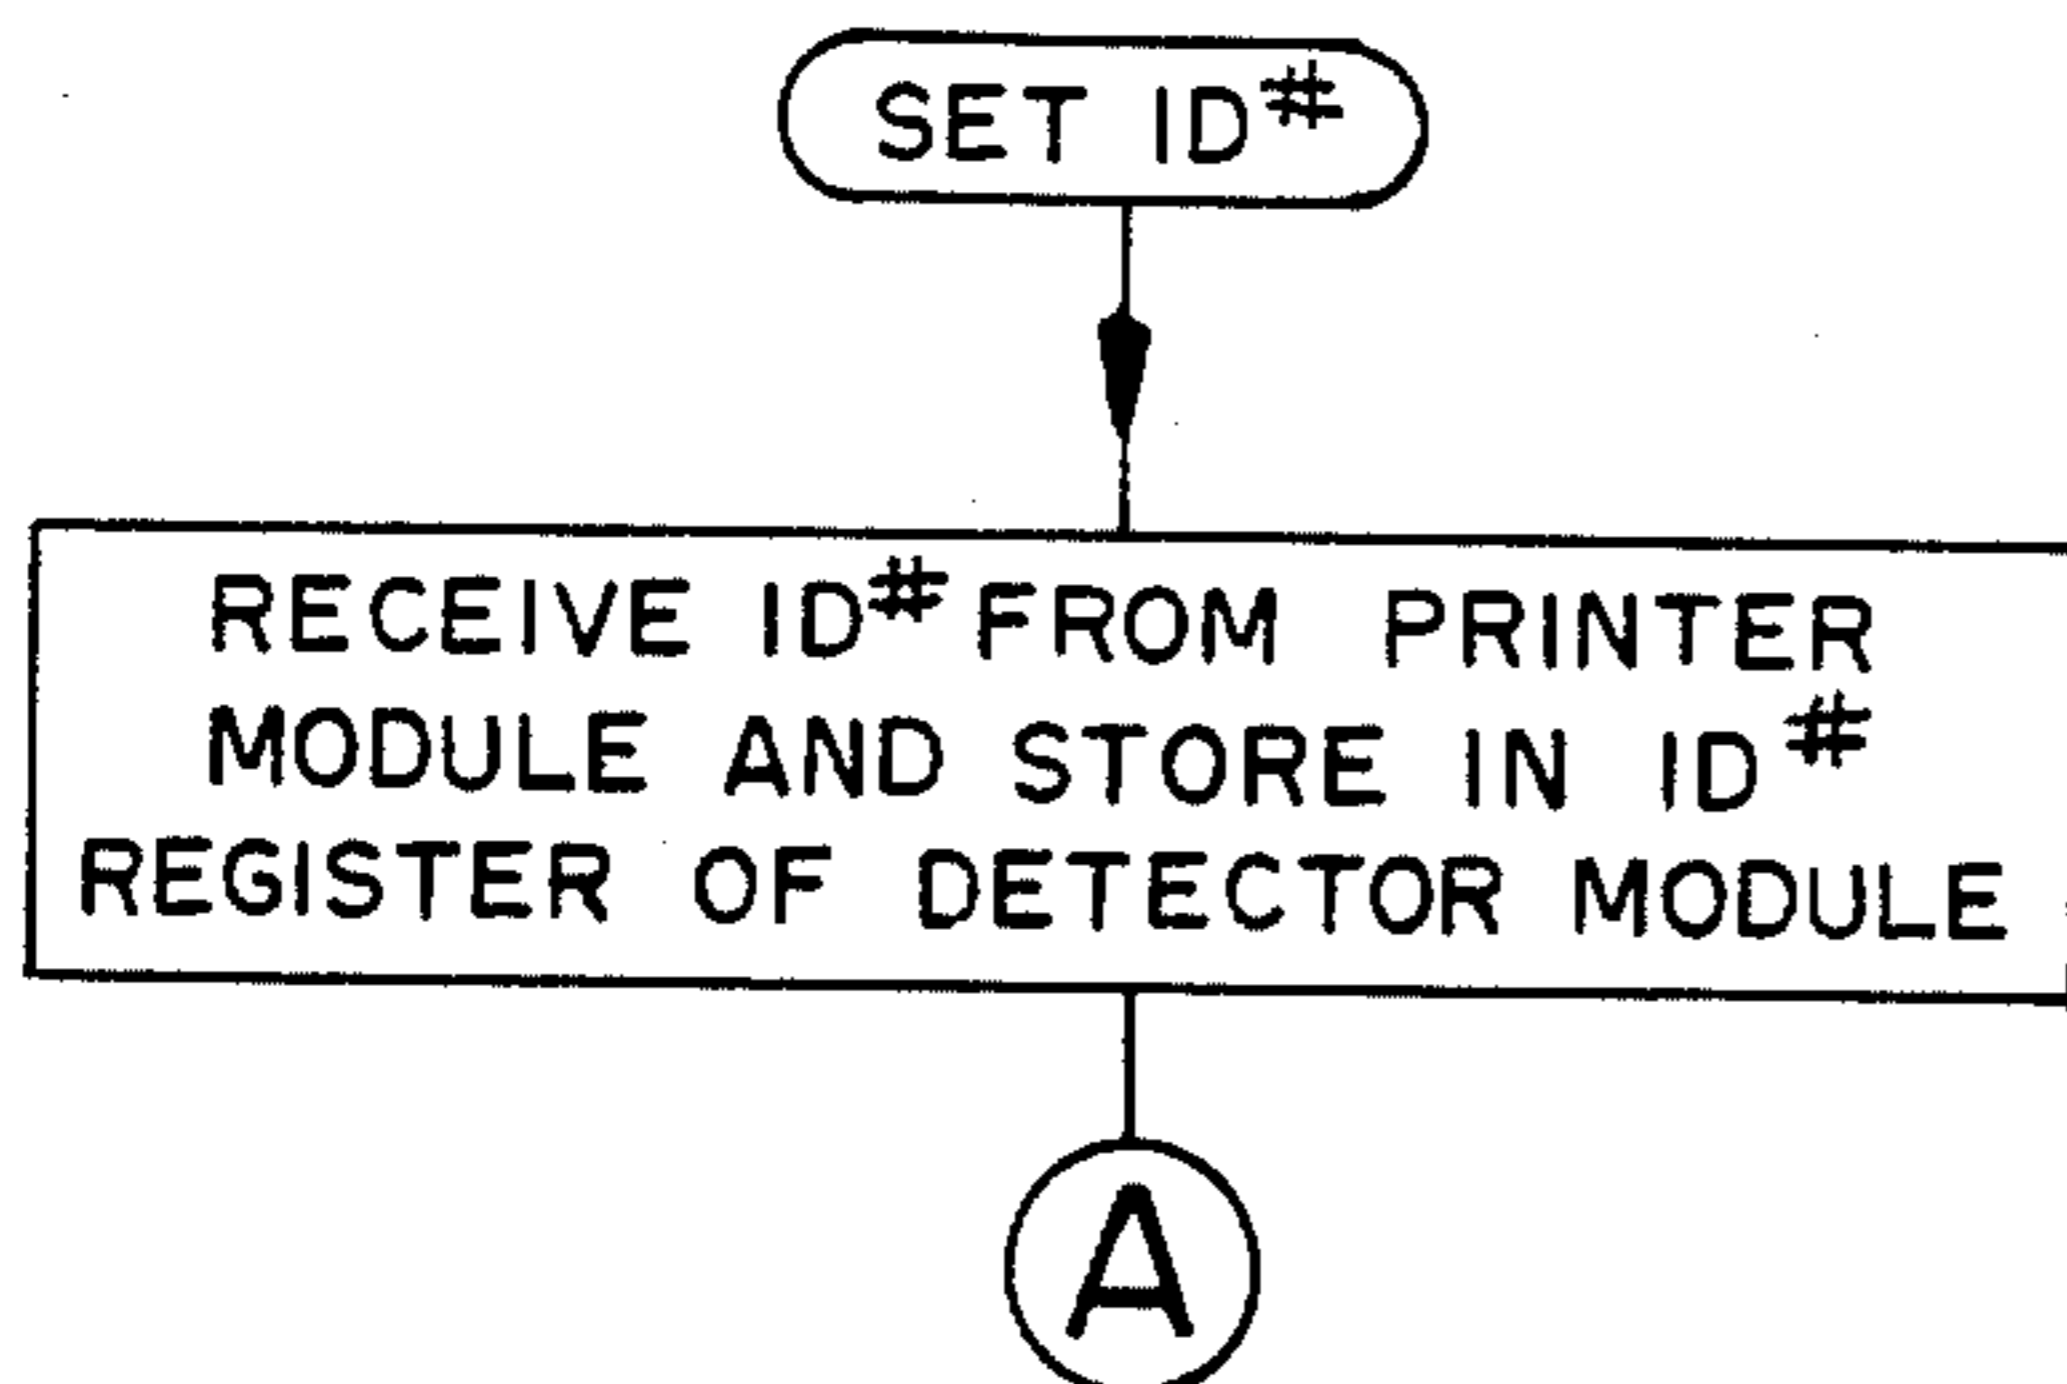 SET ID#
RECEIVE ID# FROM PRINTER
MODULE AND STORE IN ID#
REGISTER OF DETECTOR MODULE
A